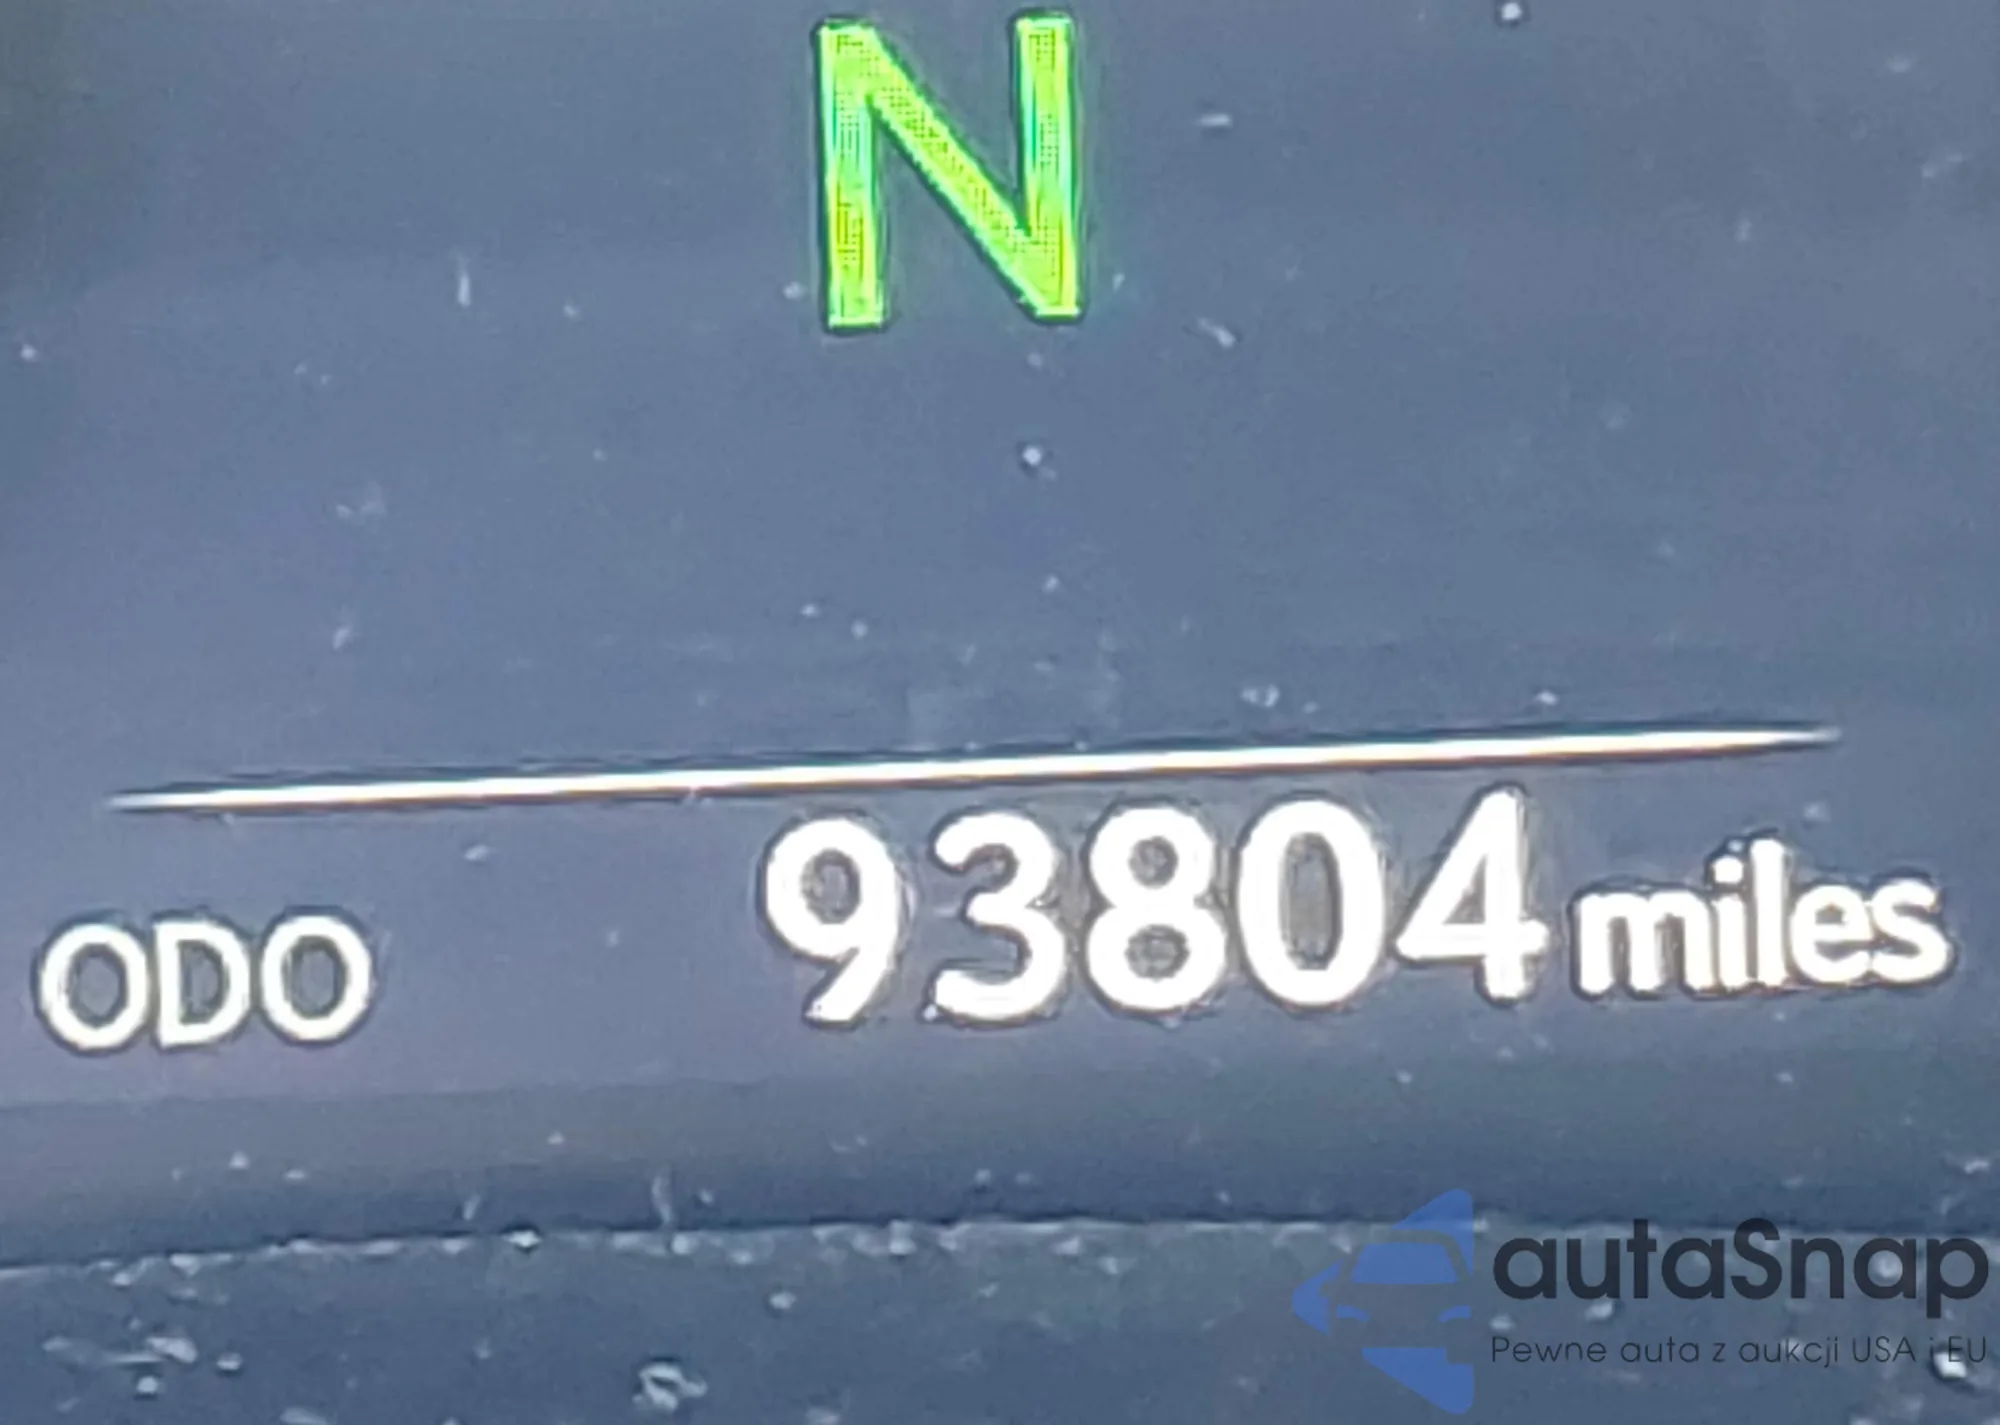 N
ODO 93804 miles
autaSnap
Pewne auta z aukcji USA i EU